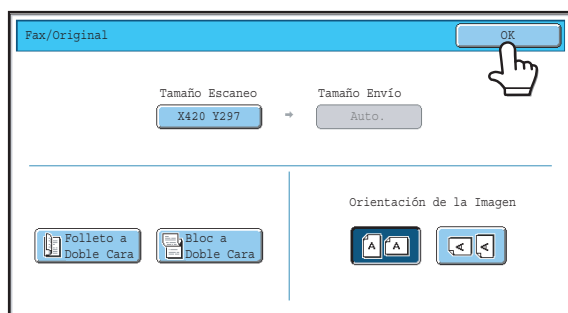 Fax/Original
OK
Tamaño Escaneo
Tamaño Envío
X420 Y297
Auto.
Orientación de la Imagen
Folleto a
Doble Cara
Bloc a
Doble Cara
A A
A A